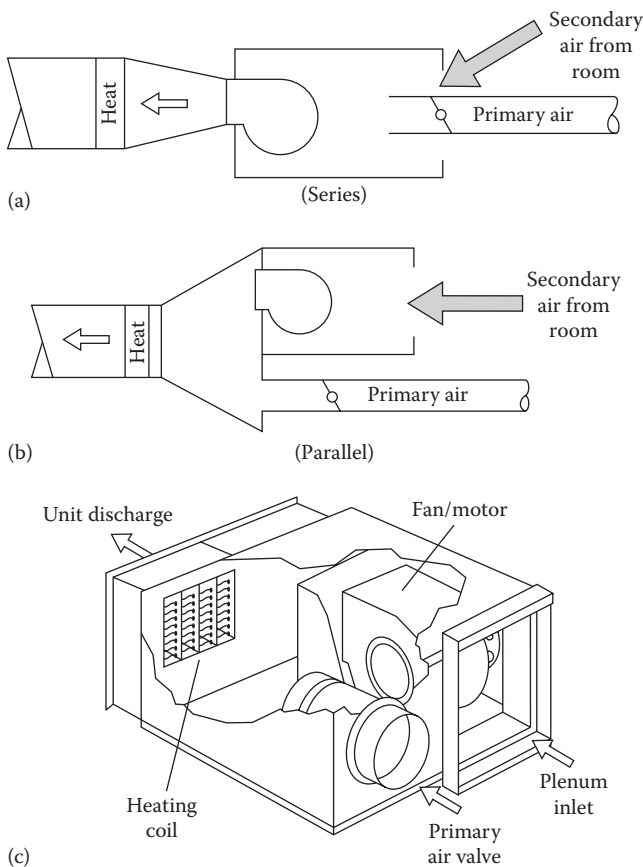 Secondary
air from
room
Heat
Primary air
(a)
(Series)
Secondary
air from
room
Heat
Primary air
(b)
(Parallel)
Unit discharge
Fan/motor
Heating
coil
Plenum
inlet
Primary
air valve
(c)